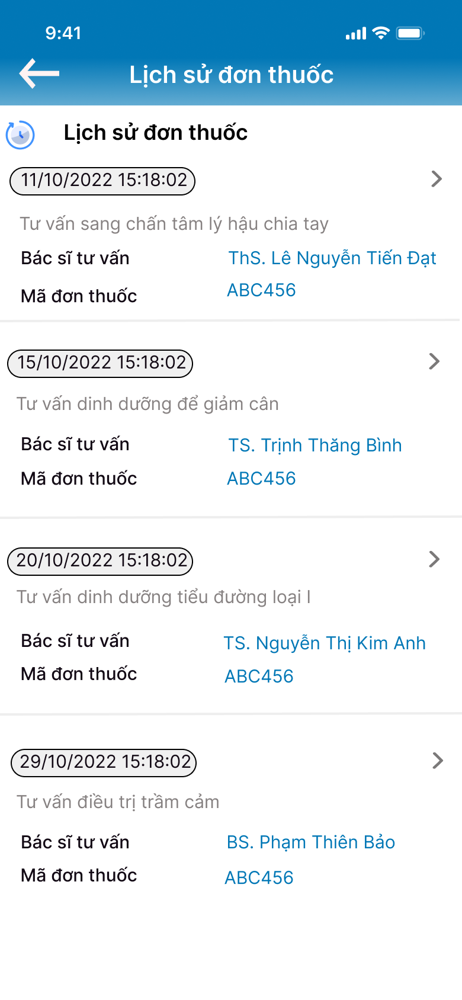 9:41
Lịch sử đơn thuốc
Lịch sử đơn thuốc
11/10/2022 15:18:02
Tư vấn sang chấn tâm lý hậu chia tay
Bác sĩ tư vấn ThS. Lê Nguyễn Tiến Đạt
Mã đơn thuốc ABC456
15/10/2022 15:18:02
Tư vấn dinh dưỡng để giảm cân
Bác sĩ tư vấn TS. Trịnh Thăng Bình
Mã đơn thuốc ABC456
20/10/2022 15:18:02
Tư vấn dinh dưỡng tiểu đường loại I
Bác sĩ tư vấn TS. Nguyễn Thị Kim Anh
Mã đơn thuốc ABC456
29/10/2022 15:18:02
Tư vấn điều trị trầm cảm
Bác sĩ tư vấn BS. Phạm Thiên Bảo
Mã đơn thuốc ABC456